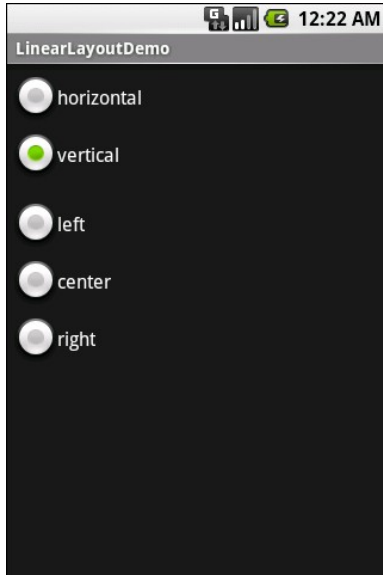 G
12:22 AM
LinearLayoutDemo
horizontal
vertical
left
center
right